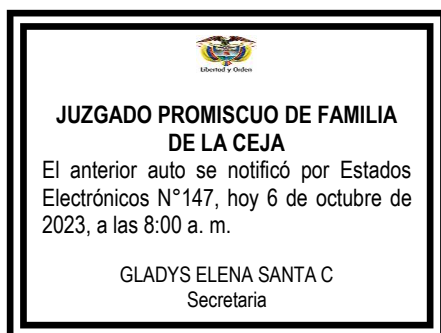 Libertad y Orden
JUZGADO PROMISCUO DE FAMILIA
DE LA CEJA
El anterior auto se notificó por Estados
Electrónicos N°147, hoy 6 de octubre de
2023, a las 8:00 a. m.
GLADYS ELENA SANTA C
Secretaria